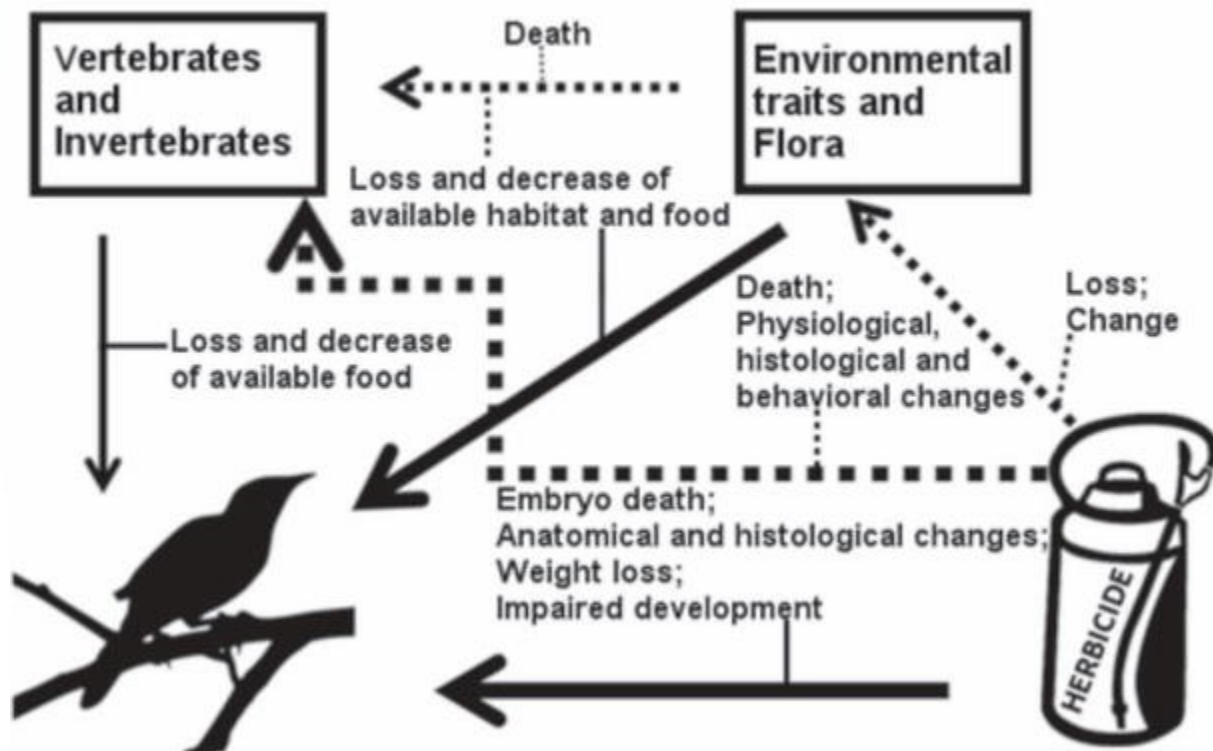 Vertebrates
and
Invertebrates
Death
Environmental
traits and
Flora
Loss and decrease of
available habitat and food
Loss and decrease
of available food
Death;
Physiological,
histological and
behavioral changes
Loss;
Change
Embryo death;
Anatomical and histological changes;
Weight loss;
Impaired development
HERBICIDE